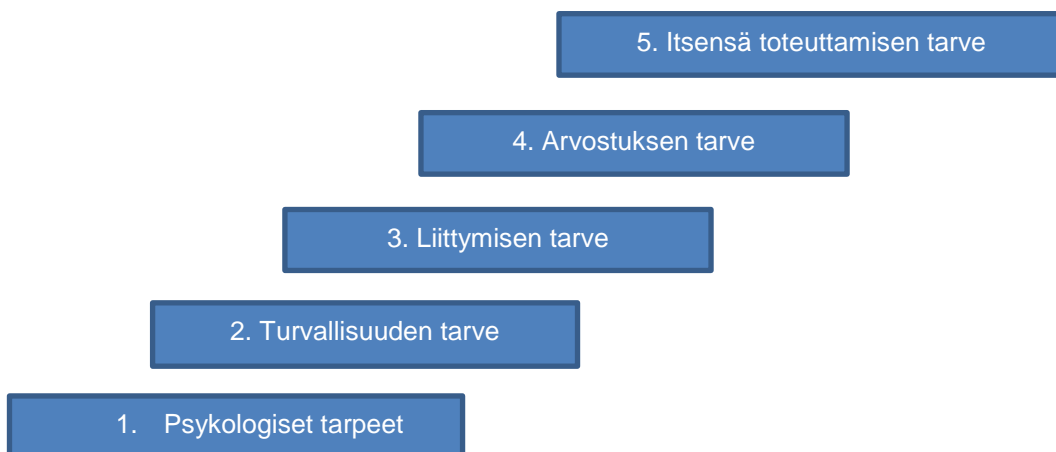 5. Itsensä toteuttamisen tarve
4. Arvostuksen tarve
3. Liittymisen tarve
2. Turvallisuuden tarve
1. Psykologiset tarpeet